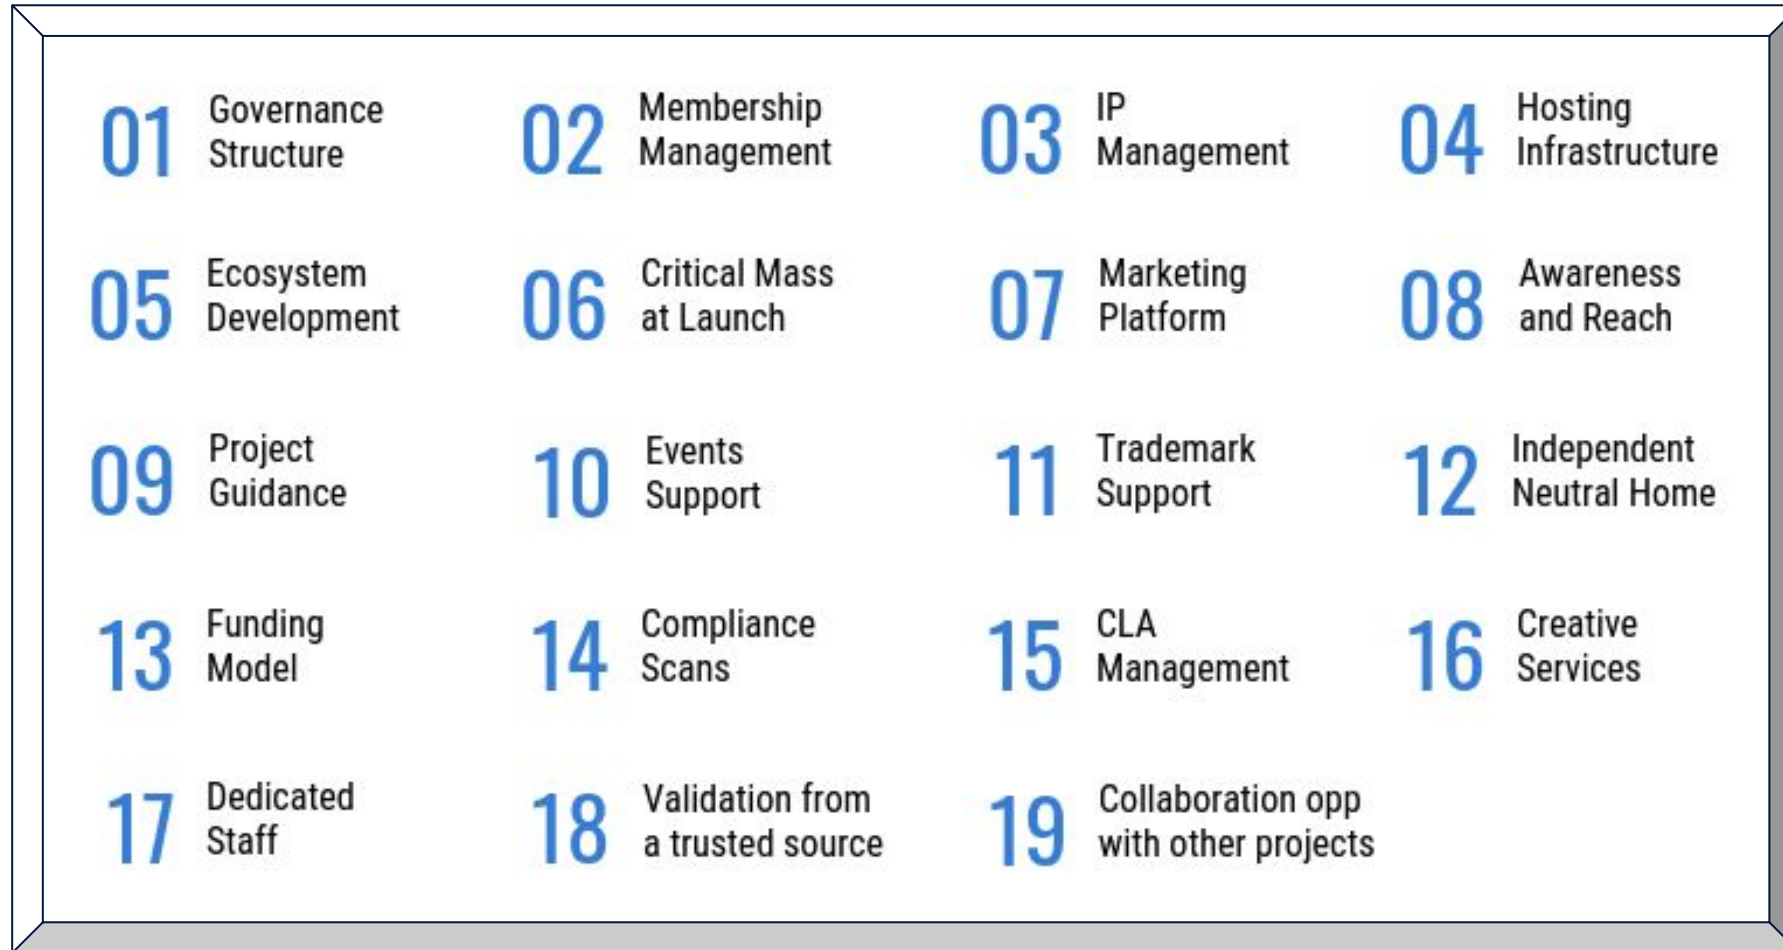 01 Governance
Structure
02 Membership
Management
03 IP
Management
04 Hosting
Infrastructure
05 Ecosystem
Development
06 Critical Mass
at Launch
07 Marketing
Platform
08 Awareness
and Reach
09 Project
Guidance
10 Events
Support
11 Trademark
Support
12 Independent
Neutral Home
13 Funding
Model
14 Compliance
Scans
15 CLA
Management
16 Creative
Services
17 Dedicated
Staff
18 Validation from
a trusted source
19 Collaboration opp
with other projects